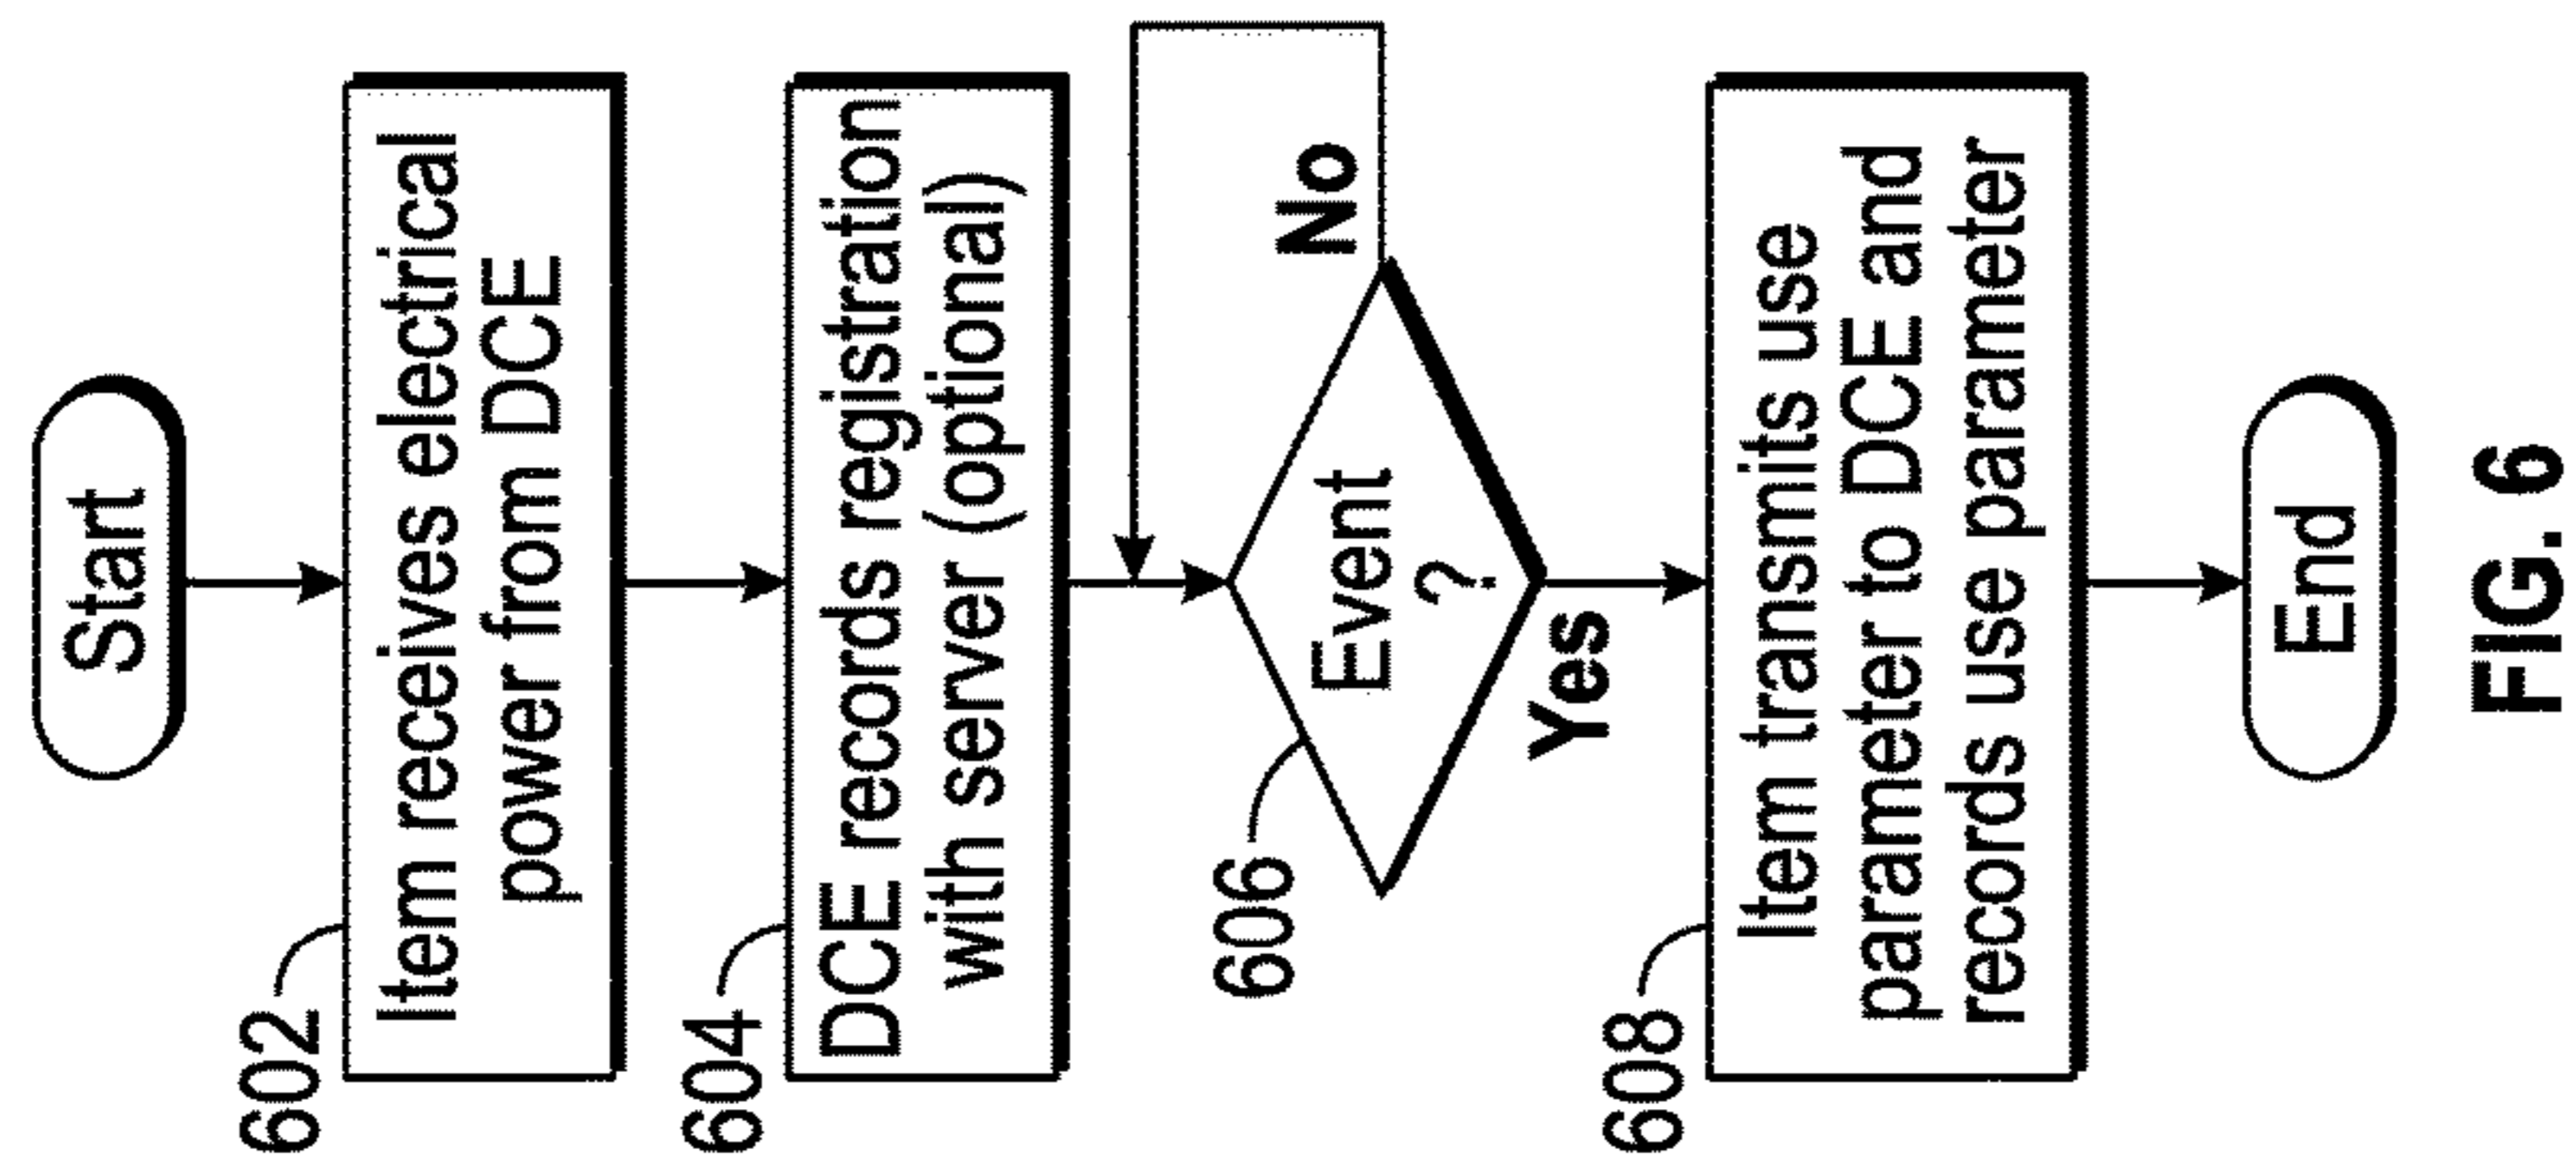 Start
602
Item receives electrical
power from DCE
604
DCE records registration
with server (optional)
606
Event
?
No
Yes
608
Item transmits use
parameter to DCE and
records use parameter
End
FIG. 6